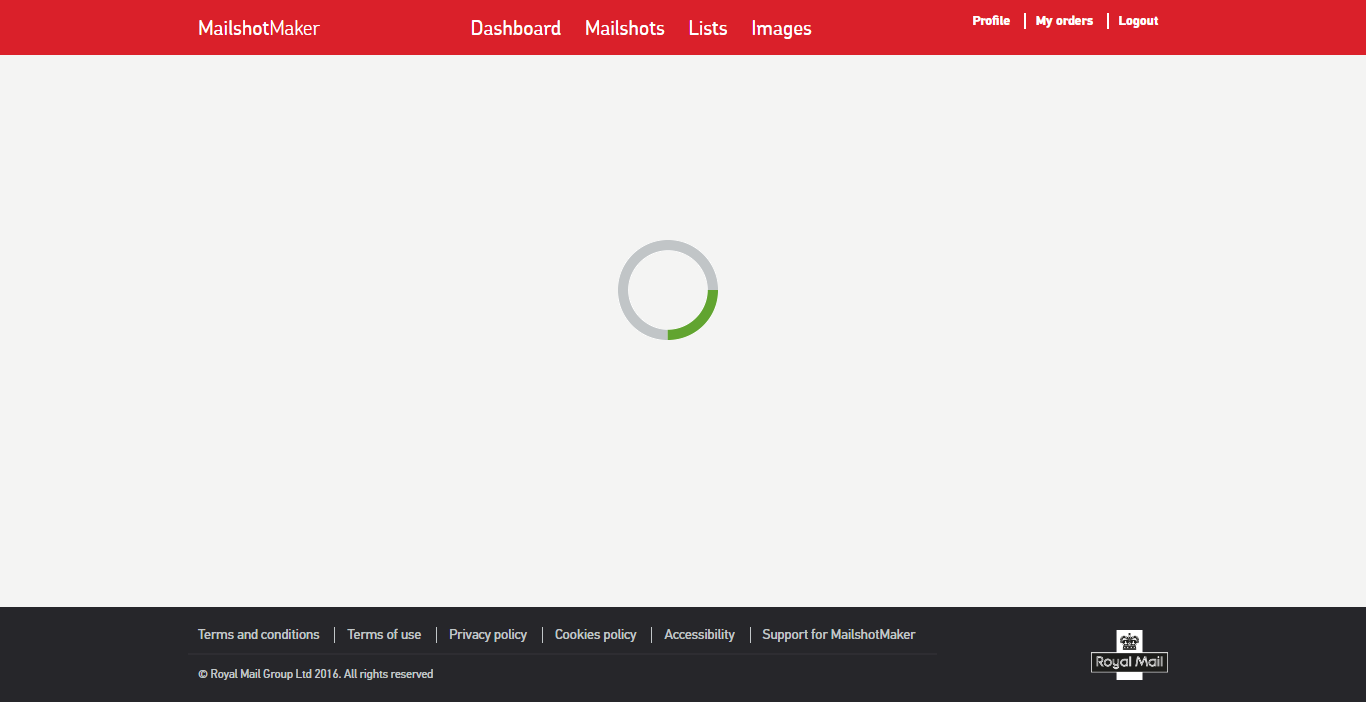 MailshotMaker
Dashboard Mailshots Lists Images
Profile My orders Logout
Terms and conditions Terms of use Privacy policy Cookies policy Accessibility Support for MailshotMaker
© Royal Mail Group Ltd 2016. All rights reserved
Royal Mail